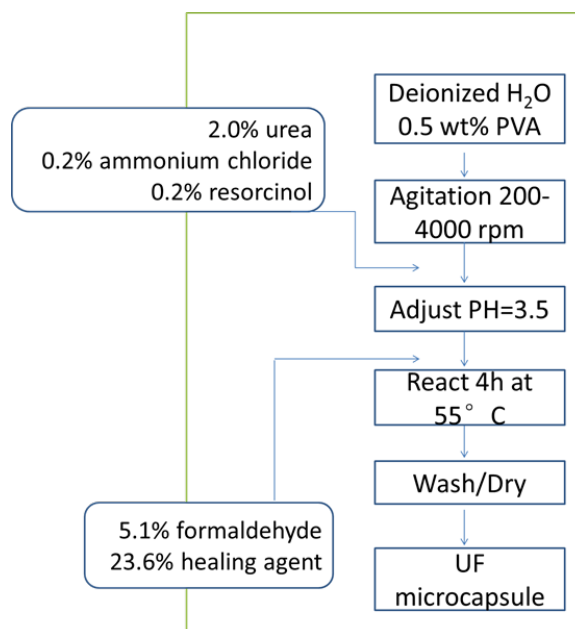 Deionized H₂O
0.5 wt% PVA
2.0% urea
0.2% ammonium chloride
0.2% resorcinol
Agitation 200-
4000 rpm
Adjust PH=3.5
React 4h at
55° C
5.1% formaldehyde
23.6% healing agent
Wash/Dry
UF
microcapsule